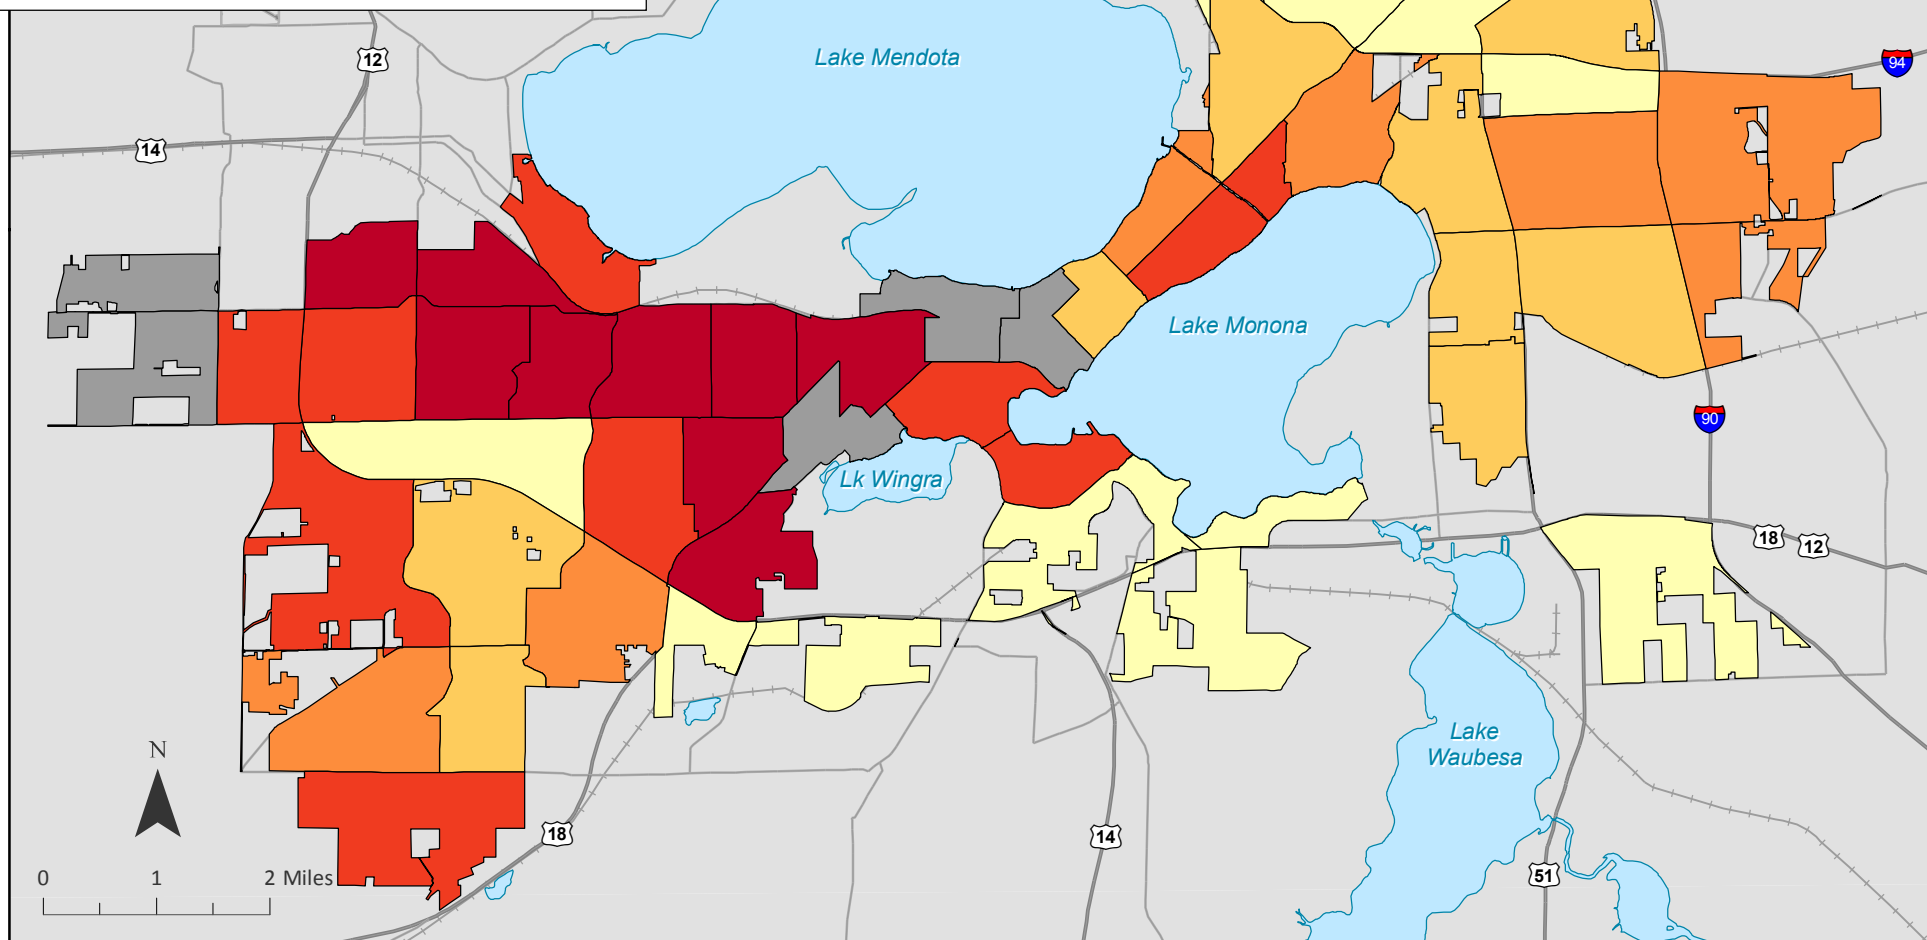 Lake Mendota
12
94
14
Lake Monona
90
Lk Wingra
18
12
Lake
Waubesa
N
18
14
0 1 2 Miles
51